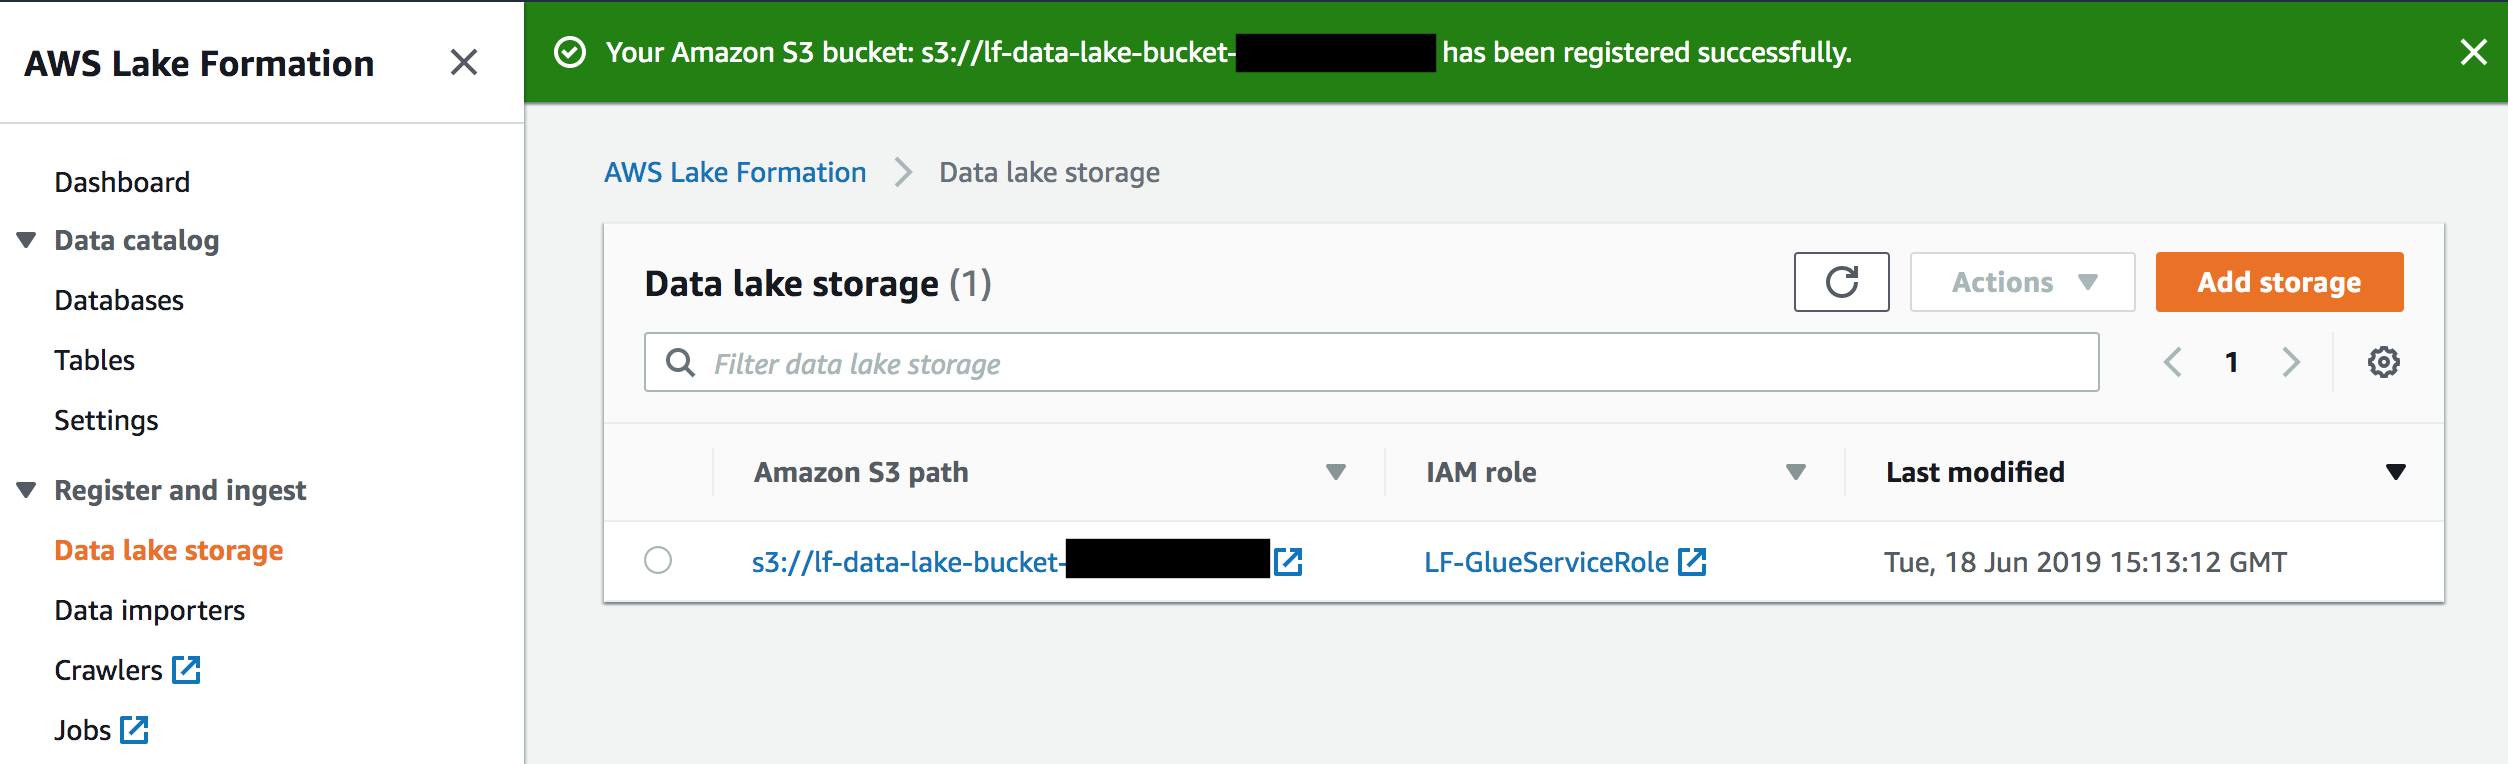 AWS Lake Formation
Dashboard
Data catalog
Databases
Tables
Settings
Register and ingest
Data lake storage
Data importers
Crawlers
Jobs
Your Amazon S3 bucket: s3://lf-data-lake-bucket- has been registered successfully.
AWS Lake Formation > Data lake storage
Data lake storage (1)
Actions
Add storage
Filter data lake storage
1
Amazon S3 path IAM role Last modified
s3://lf-data-lake-bucket- LF-GlueServiceRole Tue, 18 Jun 2019 15:13:12 GMT